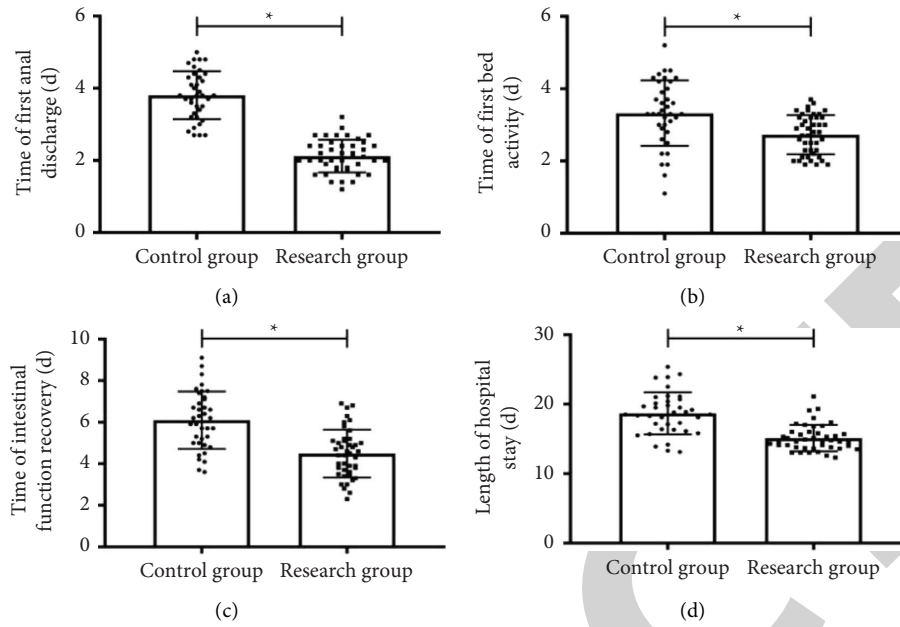 Time of first anal
discharge (d)
6
4
2
0
*
Control group
Research group
(a)
Time of first bed
activity (d)
6
4
2
0
*
Control group
Research group
(b)
Time of intestinal
function recovery (d)
10
8
6
4
2
0
*
Control group
Research group
(c)
Length of hospital
stay (d)
30
20
10
0
*
Control group
Research group
(d)